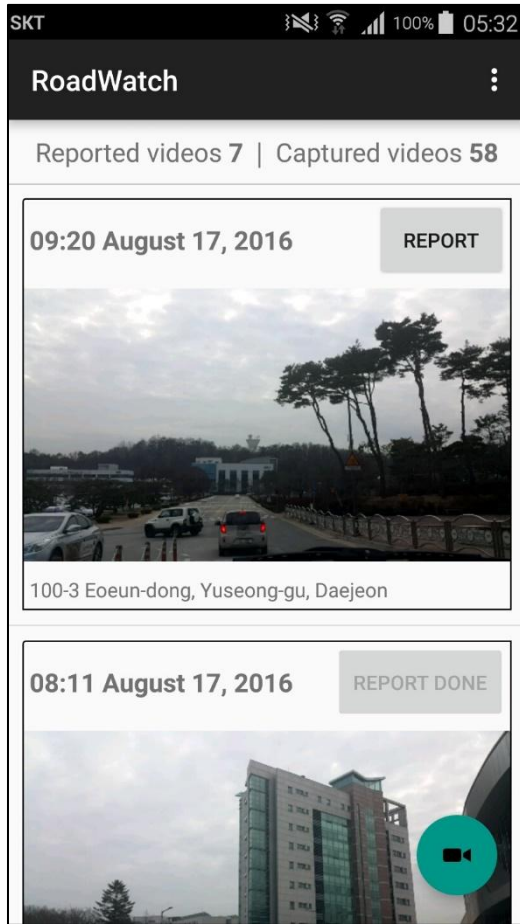 SKT 100% 05:32
RoadWatch
Reported videos 7 | Captured videos 58
09:20 August 17, 2016 REPORT
100-3 Eoeun-dong, Yuseong-gu, Daejeon
08:11 August 17, 2016 REPORT DONE